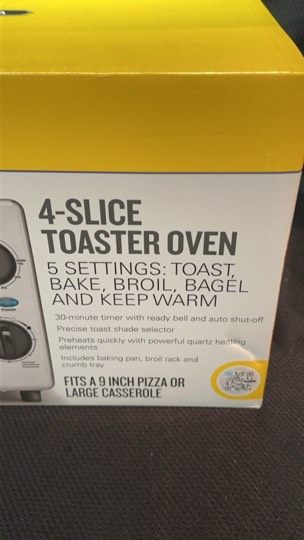 4-SLICE
TOASTER OVEN
5 SETTINGS: TOAST,
BAKE, BROIL, BAGEL
AND KEEP WARM
30-minute timer with ready bell and auto shut-off
Precise toast shade selector
Preheats quickly with powerful quartz heating
elements
Includes baking pan, broil rack and
crumb tray
FITS A 9 INCH PIZZA OR
LARGE CASSEROLE